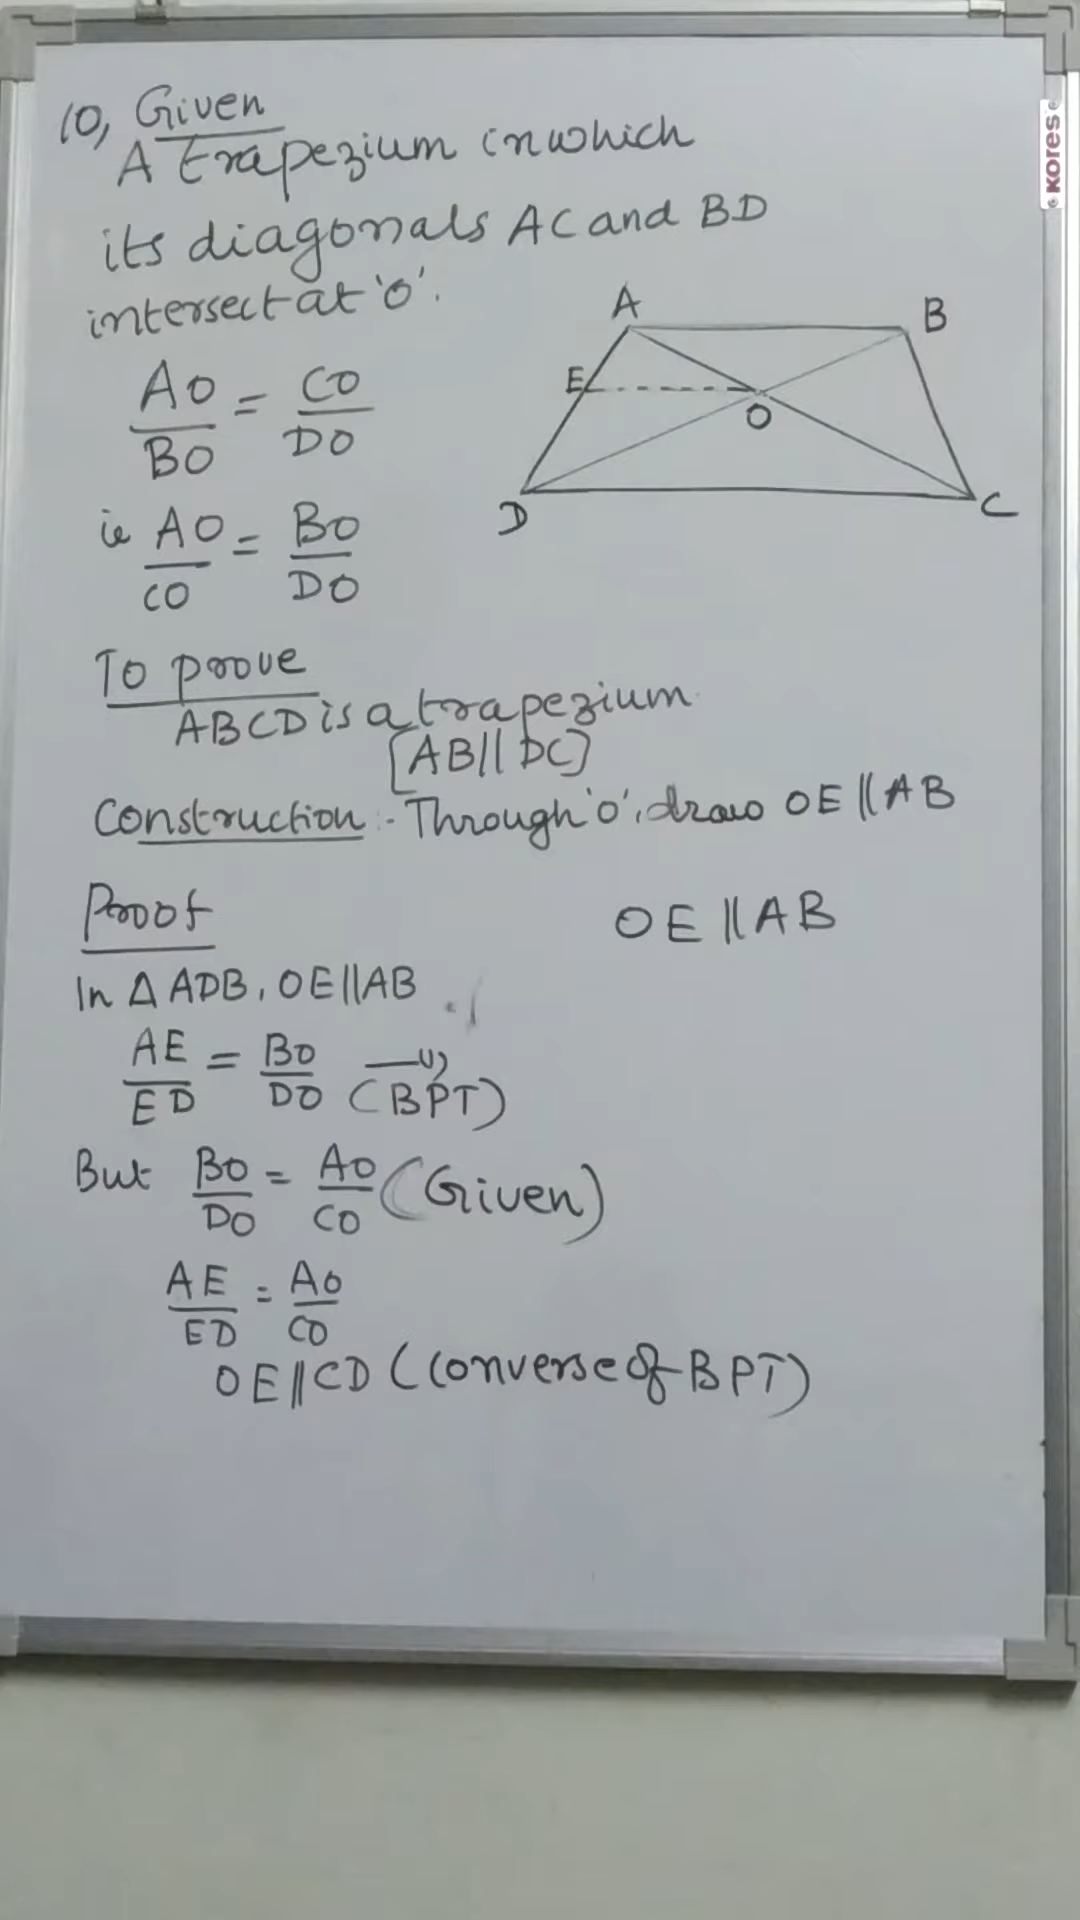 10, Given
A trapezium in which
its diagonals AC and BD
intersect at 'O'.
AO/BO = CO/DO
ie AO/CO = BO/DO
A
B
E
O
D
C
To prove
ABCD is a trapezium
[AB||DC]
Construction:- Through 'O', draw OE || AB
Proof
OE || AB
In Δ ADB, OE||AB
AE/ED = BO/DO —1) (BPT)
But BO/DO = AO/CO (Given)
AE/ED = AO/CO
OE||CD (Converse of BPT)
KORES